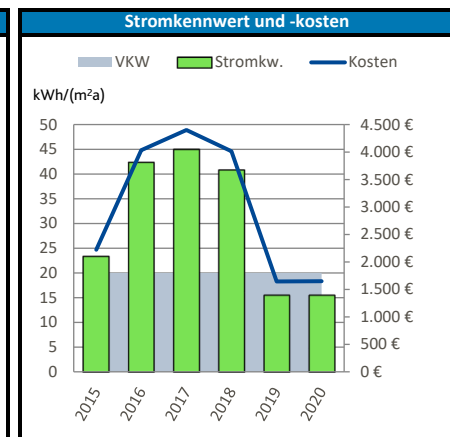 Stromkennwert und -kosten
VKW Stromkw. Kosten
kWh/(m²a)
50 4.500 €
45 4.000 €
40 3.500 €
35 3.000 €
30 2.500 €
25 2.000 €
20 1.500 €
15 1.000 €
10 500 €
5 0 €
0
2015 2016 2017 2018 2019 2020